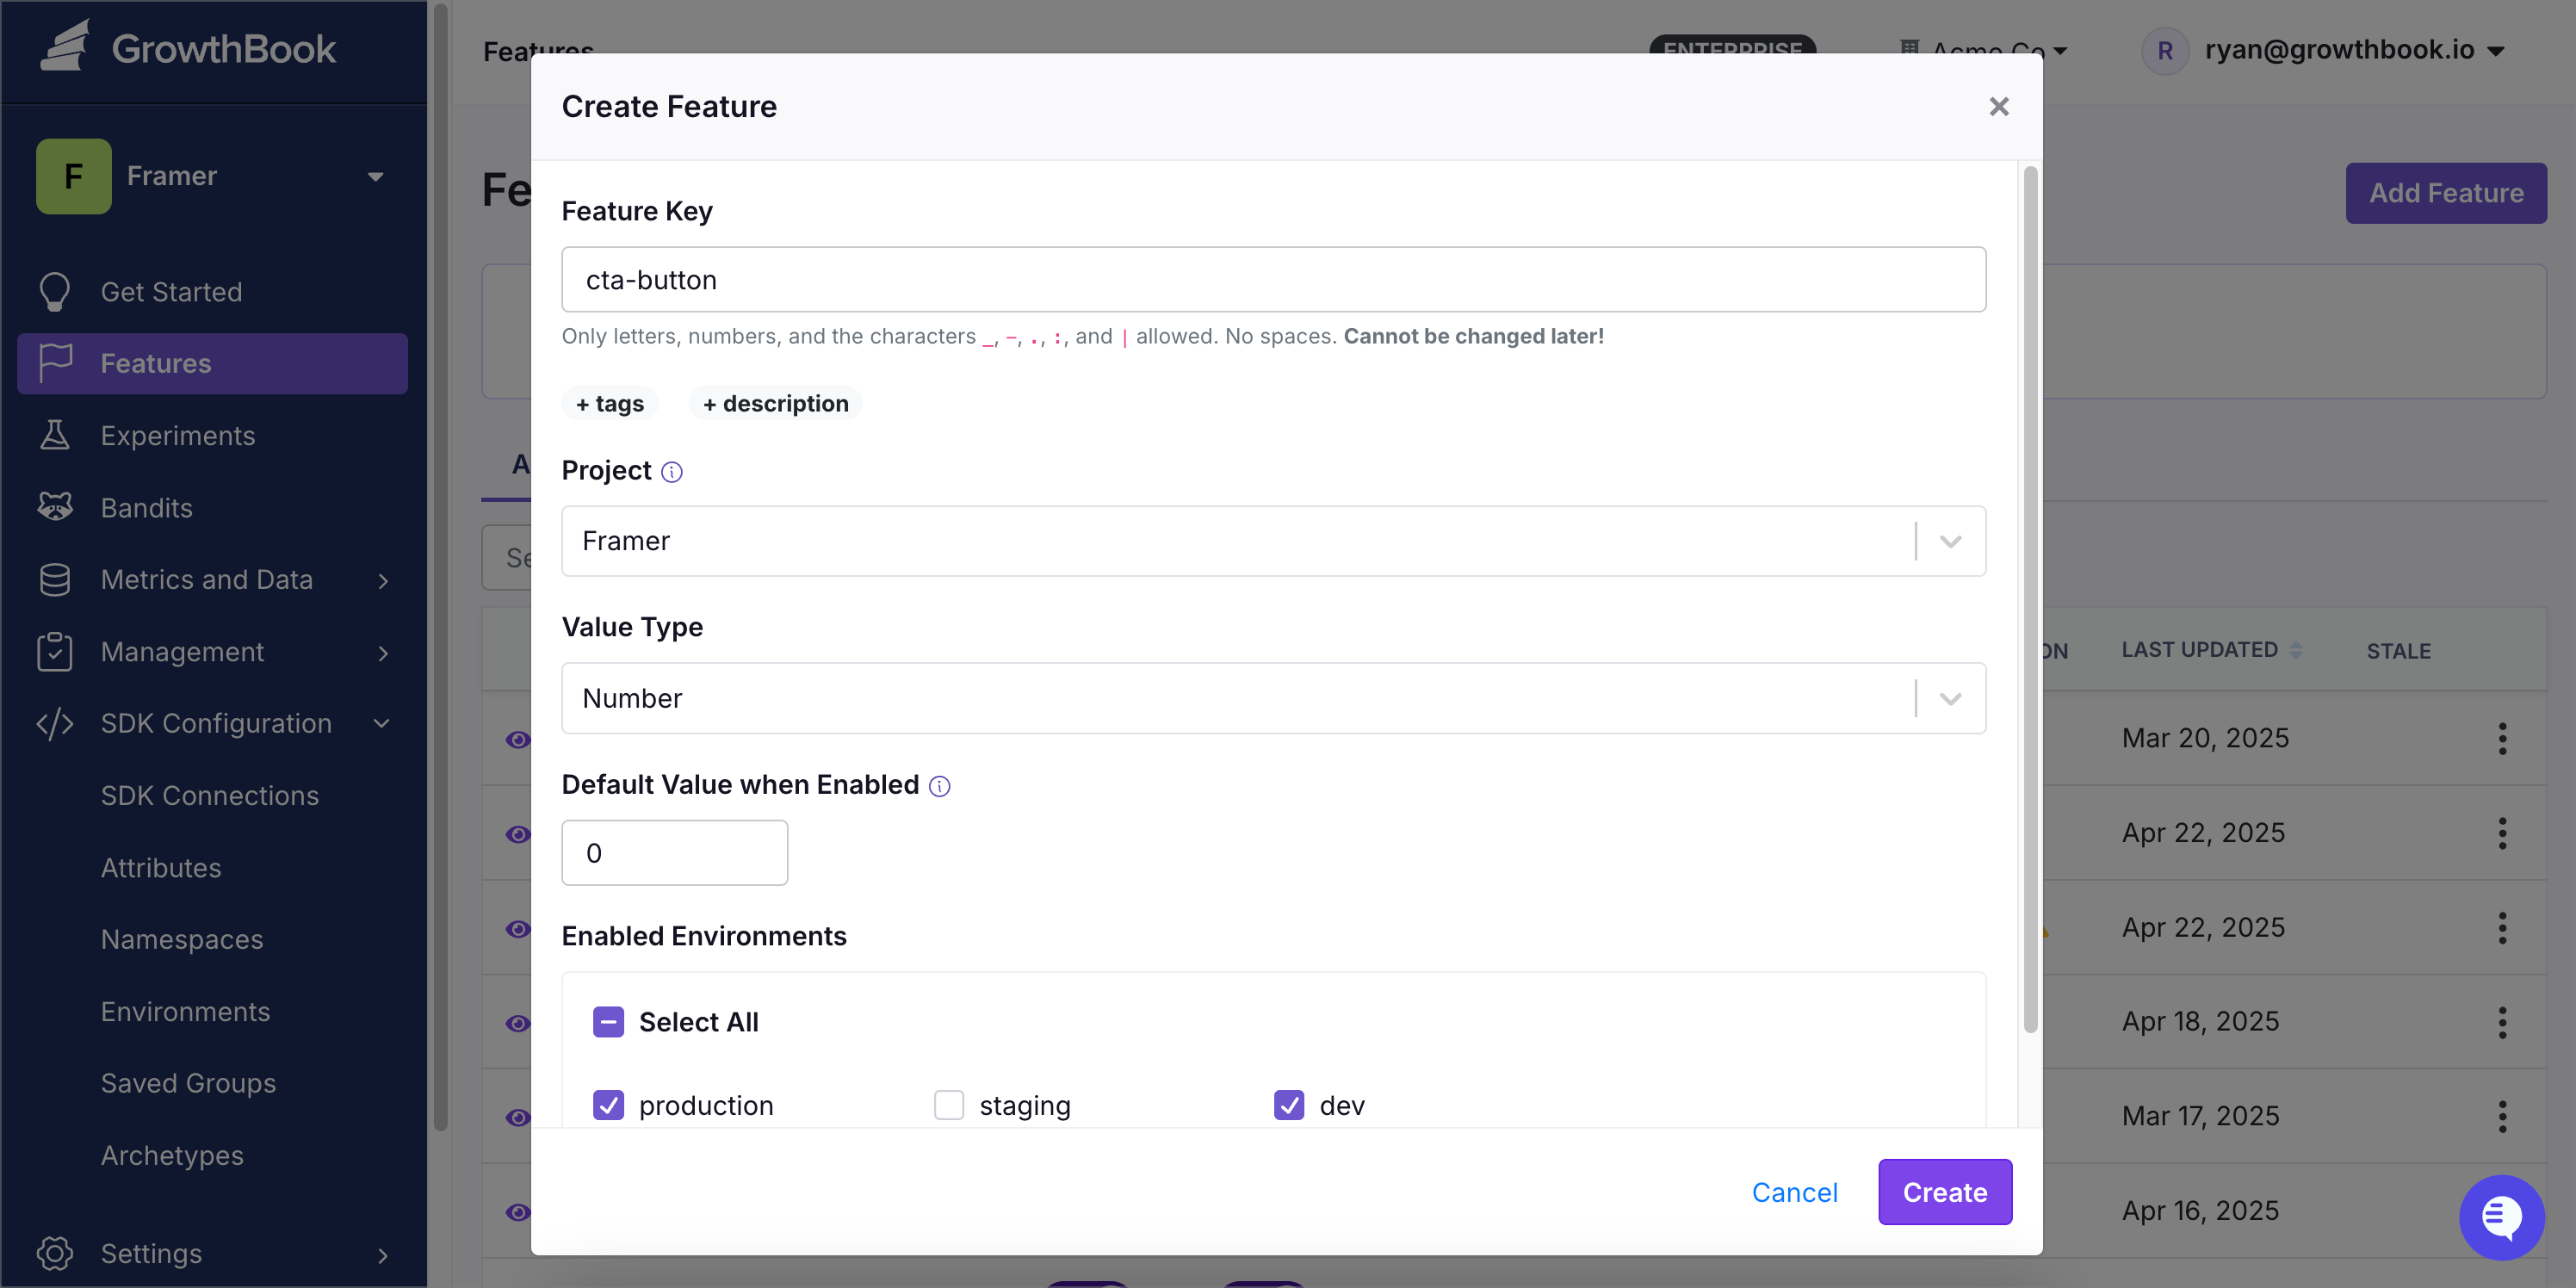 GrowthBook
F
Framer
Get Started
Features
Experiments
Bandits
Metrics and Data
Management
SDK Configuration
SDK Connections
Attributes
Namespaces
Environments
Saved Groups
Archetypes
Settings
Features
ENTERPRISE
Acme Co
R
ryan@growthbook.io
Add Feature
Create Feature
Feature Key
cta-button
Only letters, numbers, and the characters _, -, ., :, and | allowed. No spaces. Cannot be changed later!
+ tags
+ description
Project
Framer
Value Type
Number
Default Value when Enabled
0
Enabled Environments
Select All
production
staging
dev
Cancel
Create
LAST UPDATED
STALE
Mar 20, 2025
Apr 22, 2025
Apr 22, 2025
Apr 18, 2025
Mar 17, 2025
Apr 16, 2025